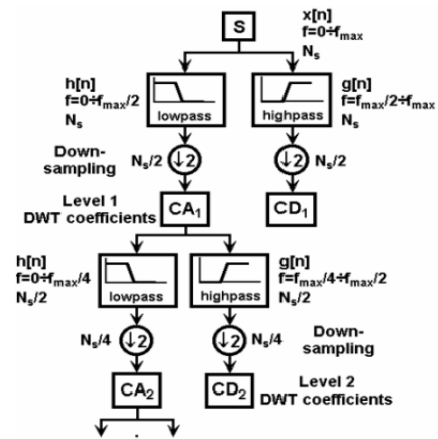 S
x[n]
f=0÷fmax
Ns
h[n]
f=0÷fmax/2
Ns
lowpass
highpass
g[n]
f=fmax/2÷fmax
Ns
Down-
sampling
Ns/2
↓2
↓2
Ns/2
Level 1
DWT coefficients
CA1
CD1
h[n]
f=0÷fmax/4
Ns/2
lowpass
highpass
g[n]
f=fmax/4÷fmax/2
Ns/2
Ns/4
↓2
↓2
Ns/4
Down-
sampling
CA2
CD2
Level 2
DWT coefficients